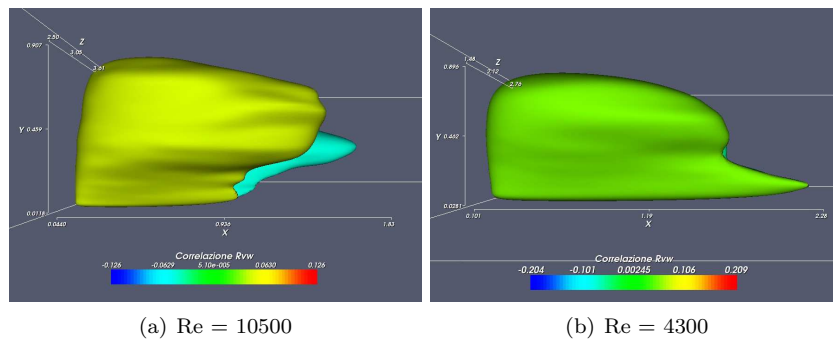 2.50
Z
3.05
3.61
0.907
Y
0.459
0.0118
0.0440
0.936
1.83
X
Correlazione Rvw
-0.126
-0.0629
5.10e-005
0.0630
0.126
1.48
Z
2.12
2.76
0.896
Y
0.462
0.0281
0.101
1.19
2.28
X
Correlazione Rvw
-0.204
-0.101
0.00245
0.106
0.209
(a) Re = 10500
(b) Re = 4300